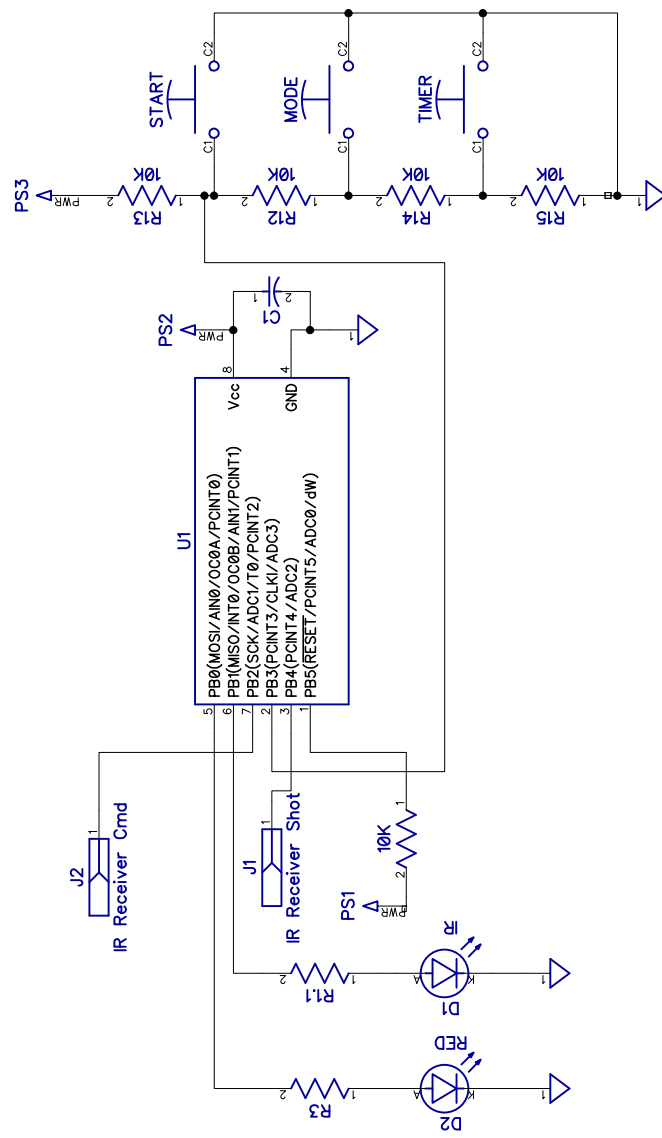 PS3
PWR
2
R13
10K
1
START
C1
C2
2
R12
10K
1
MODE
C1
C2
2
R14
10K
1
TIMER
C1
C2
2
R15
10K
1
1
PS2
PWR
1
C1
2
1
8
Vcc
4
GND
U1
5
PB0(MOSI/AIN0/OC0A/PCINT0)
6
PB1(MISO/INT0/OC0B/AIN1/PCINT1)
7
PB2(SCK/ADC1/T0/PCINT2)
2
PB3(PCINT3/CLKI/ADC3)
3
PB4(PCINT4/ADC2)
1
PB5(RESET/PCINT5/ADC0/dW)
J2
1
IR Receiver Cmd
J1
1
IR Receiver Shot
PS1
PWR
2
10K
1
2
R1.1
1
A
D1
IR
K
1
2
R3
1
A
D2
RED
K
1